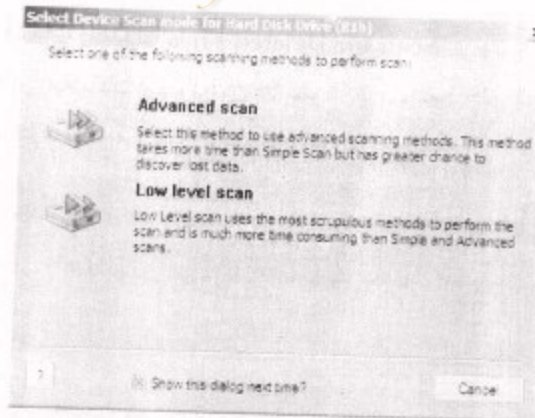 Select Device Scan mode for Hard Disk Drive (81h)
Select one of the following scanning methods to perform scan:
Advanced scan
Select this method to use advanced scanning methods. This method
takes more time than Simple Scan but has greater chance to
discover lost data.
Low level scan
Low Level scan uses the most scrupulous methods to perform the
scan and is much more time consuming than Simple and Advanced
scans.
?
Show this dialog next time?
Cancel